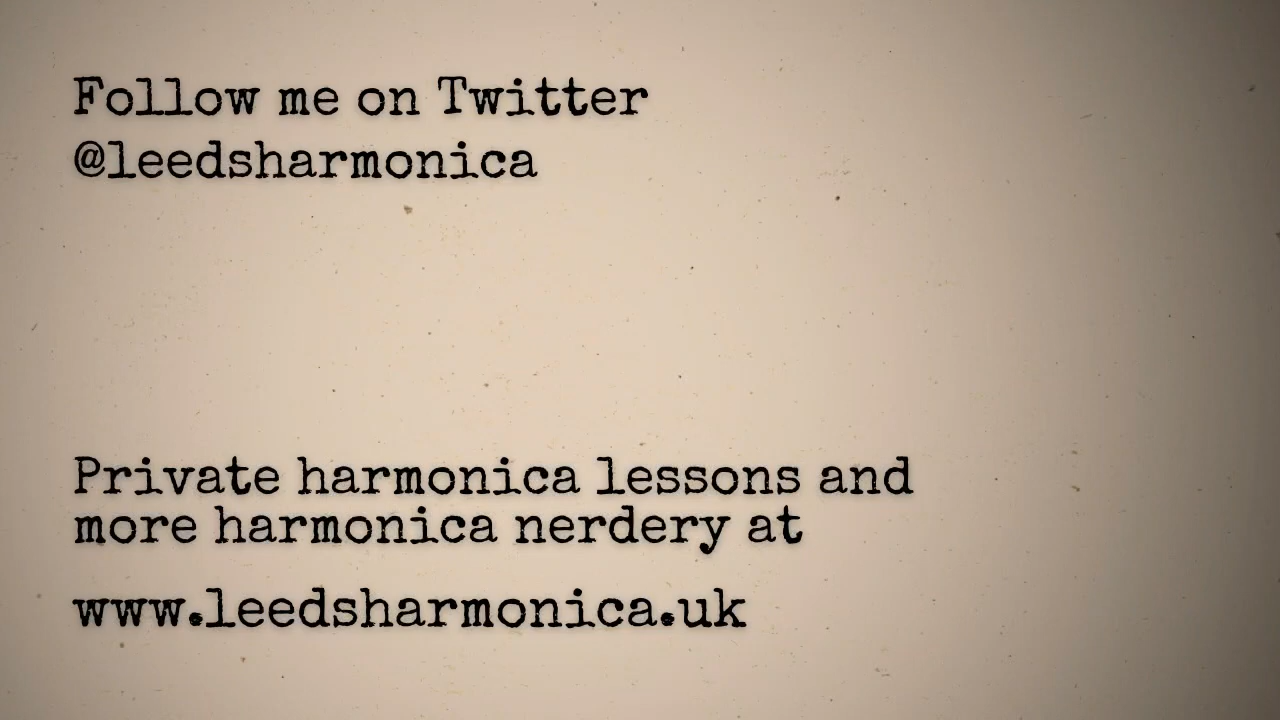 Follow me on Twitter
@leedsharmonica
Private harmonica lessons and
more harmonica nerdery at
www.leedsharmonica.uk